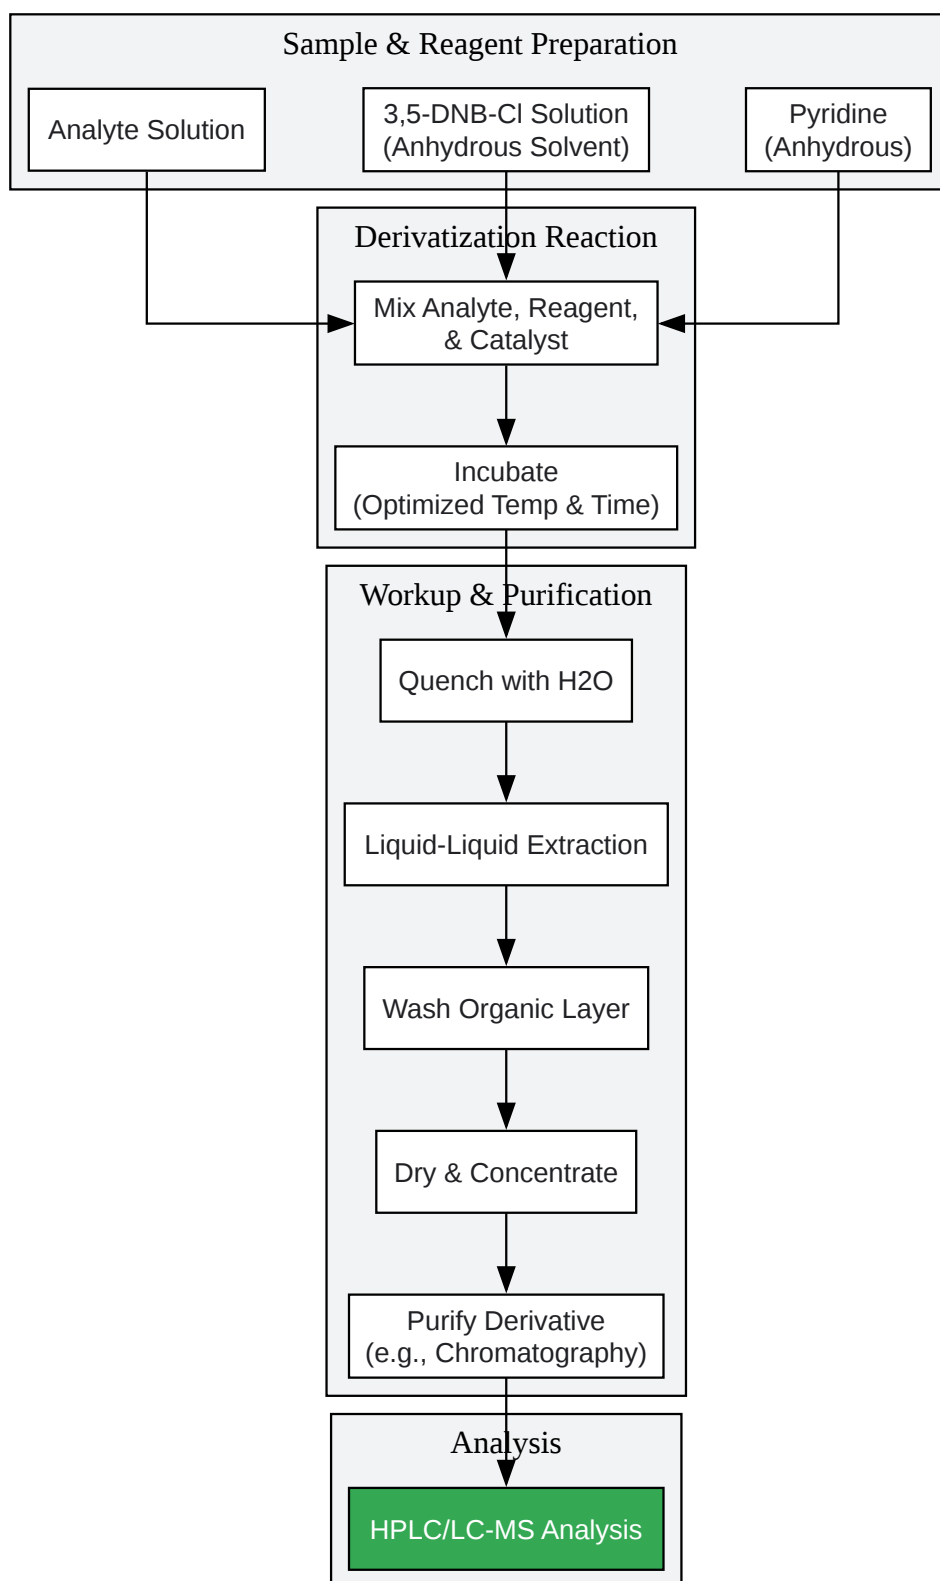 Sample & Reagent Preparation
Analyte Solution
3,5-DNB-Cl Solution
(Anhydrous Solvent)
Pyridine
(Anhydrous)
Derivatization Reaction
Mix Analyte, Reagent,
& Catalyst
Incubate
(Optimized Temp & Time)
Workup & Purification
Quench with H2O
Liquid-Liquid Extraction
Wash Organic Layer
Dry & Concentrate
Purify Derivative
(e.g., Chromatography)
Analysis
HPLC/LC-MS Analysis